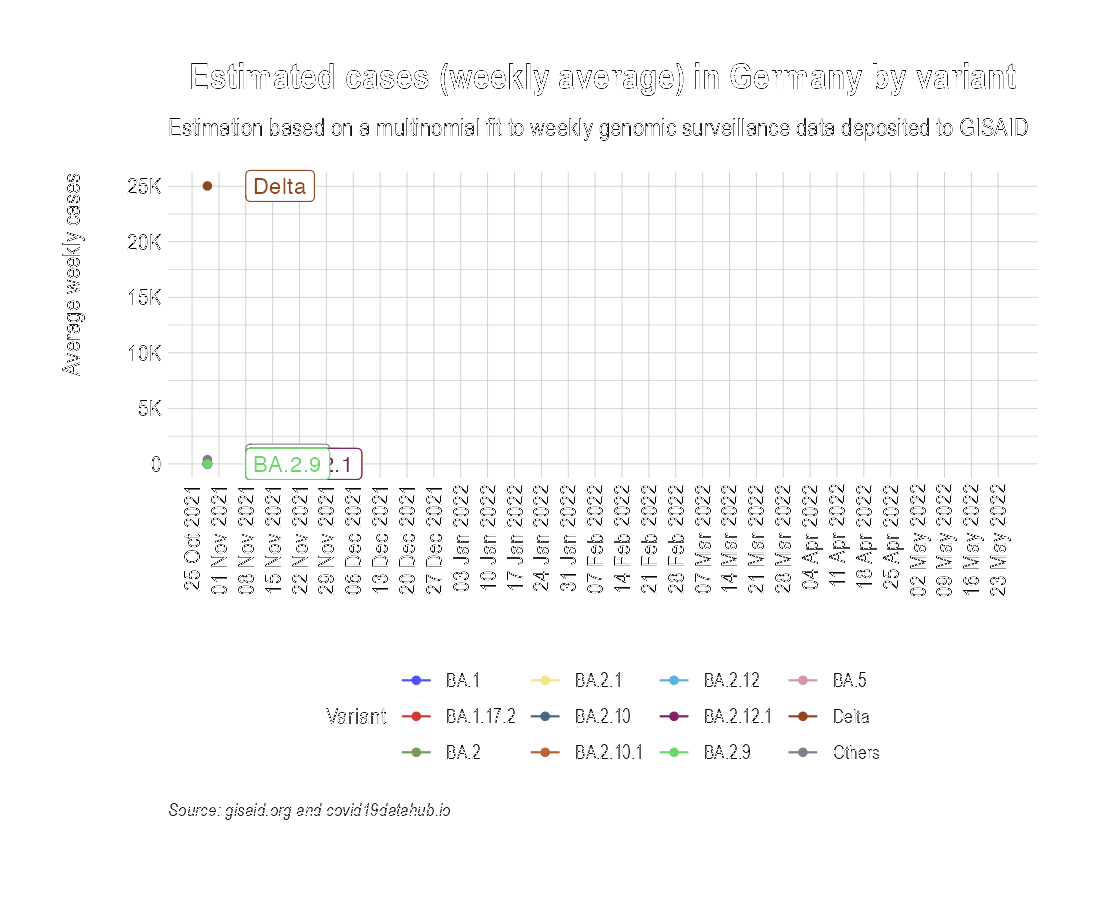 Estimated cases (weekly average) in Germany by variant
Estimation based on a multinomial fit to weekly genomic surveillance data deposited to GISAID
Average weekly cases
25K
20K
15K
10K
5K
0
Delta
BA.2.9
2.1
25 Oct 2021
01 Nov 2021
08 Nov 2021
15 Nov 2021
22 Nov 2021
29 Nov 2021
06 Dec 2021
13 Dec 2021
20 Dec 2021
27 Dec 2021
03 Jan 2022
10 Jan 2022
17 Jan 2022
24 Jan 2022
31 Jan 2022
07 Feb 2022
14 Feb 2022
21 Feb 2022
28 Feb 2022
07 Mar 2022
14 Mar 2022
21 Mar 2022
28 Mar 2022
04 Apr 2022
11 Apr 2022
18 Apr 2022
25 Apr 2022
02 May 2022
09 May 2022
16 May 2022
23 May 2022
BA.1 BA.2.1 BA.2.12 BA.5
Variant BA.1.17.2 BA.2.10 BA.2.12.1 Delta
BA.2 BA.2.10.1 BA.2.9 Others
Source: gisaid.org and covid19datahub.io